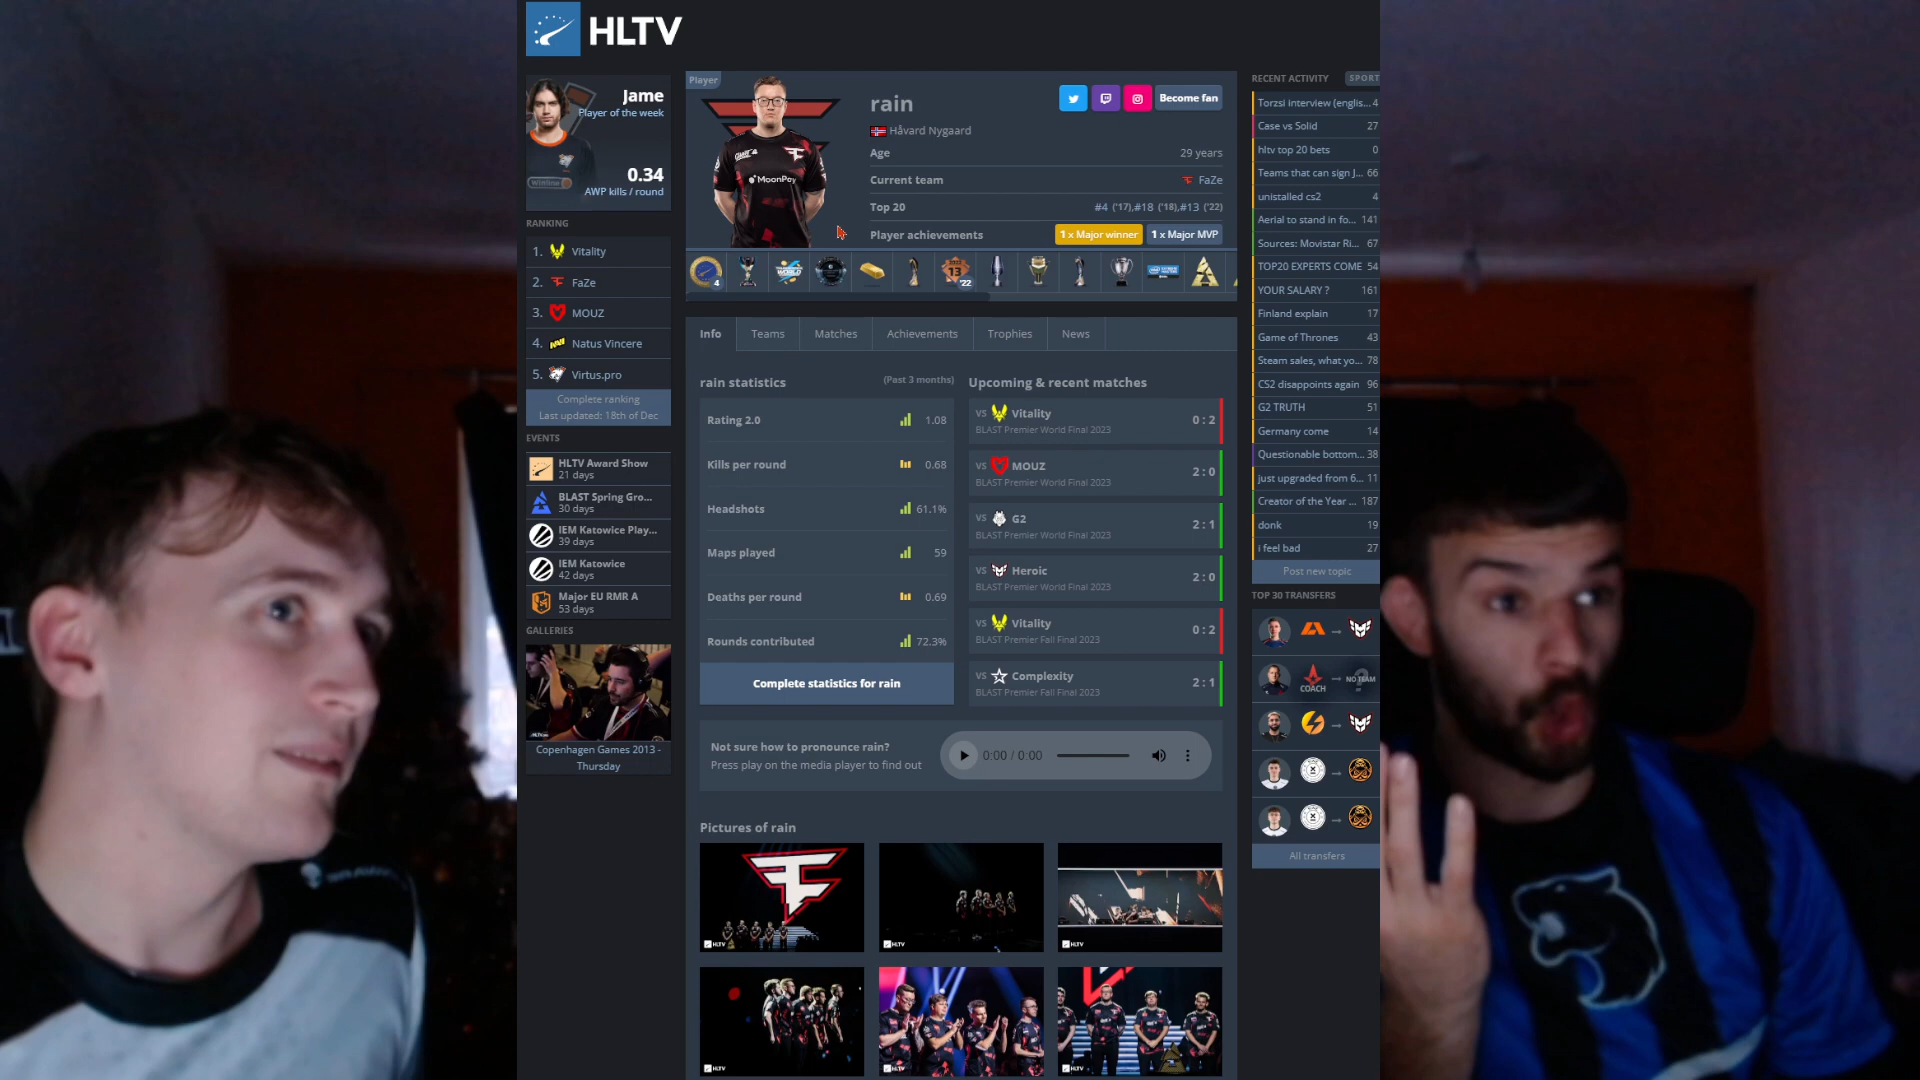 HLTV
Jame
Player of the week
0.34
AWP kills / round
RANKING
1. Vitality
2. FaZe
3. MOUZ
4. Natus Vincere
5. Virtus.pro
Complete ranking
Last updated: 18th of Dec
EVENTS
HLTV Award Show
21 days
BLAST Spring Gro...
30 days
IEM Katowice Play...
39 days
IEM Katowice
42 days
Major EU RMR A
53 days
GALLERIES
Copenhagen Games 2013 -
Thursday
Player
rain
Become fan
Håvard Nygaard
Age 29 years
Current team FaZe
Top 20 #4 ('17),#18 ('18),#13 ('22)
Player achievements 1 x Major winner 1 x Major MVP
MoonPay
4
13
'22
Info Teams Matches Achievements Trophies News
rain statistics (Past 3 months)
Rating 2.0 1.08
Kills per round 0.68
Headshots 61.1%
Maps played 59
Deaths per round 0.69
Rounds contributed 72.3%
Complete statistics for rain
Upcoming & recent matches
vs Vitality 0 : 2
BLAST Premier World Final 2023
vs MOUZ 2 : 0
BLAST Premier World Final 2023
vs G2 2 : 1
BLAST Premier World Final 2023
vs Heroic 2 : 0
BLAST Premier World Final 2023
vs Vitality 0 : 2
BLAST Premier Fall Final 2023
vs Complexity 2 : 1
BLAST Premier Fall Final 2023
Not sure how to pronounce rain?
Press play on the media player to find out
0:00 / 0:00
Pictures of rain
HLTV
HLTV
HLTV
HLTV
HLTV
HLTV
RECENT ACTIVITY SPORT
Torzsi interview (englis... 4
Case vs Solid 27
hltv top 20 bets 0
Teams that can sign J... 66
unistalled cs2 4
Aerial to stand in fo... 141
Sources: Movistar Ri... 67
TOP20 EXPERTS COME 54
YOUR SALARY ? 161
Finland explain 17
Game of Thrones 43
Steam sales, what yo... 78
CS2 disappoints again 96
G2 TRUTH 51
Germany come 14
Questionable bottom... 38
just upgraded from 6... 11
Creator of the Year ... 187
donk 19
i feel bad 27
Post new topic
TOP 30 TRANSFERS
COACH
NO TEAM
All transfers